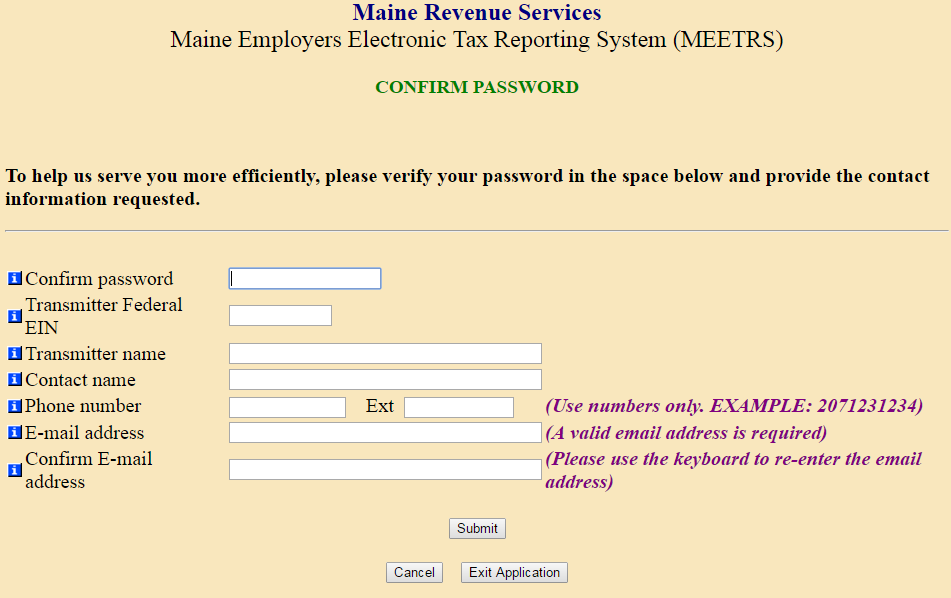 Maine Revenue Services
Maine Employers Electronic Tax Reporting System (MEETRS)
CONFIRM PASSWORD
To help us serve you more efficiently, please verify your password in the space below and provide the contact
information requested.
Confirm password
Transmitter Federal
EIN
Transmitter name
Contact name
Phone number Ext (Use numbers only. EXAMPLE: 2071231234)
E-mail address (A valid email address is required)
Confirm E-mail (Please use the keyboard to re-enter the email
address address)
Submit
Cancel Exit Application